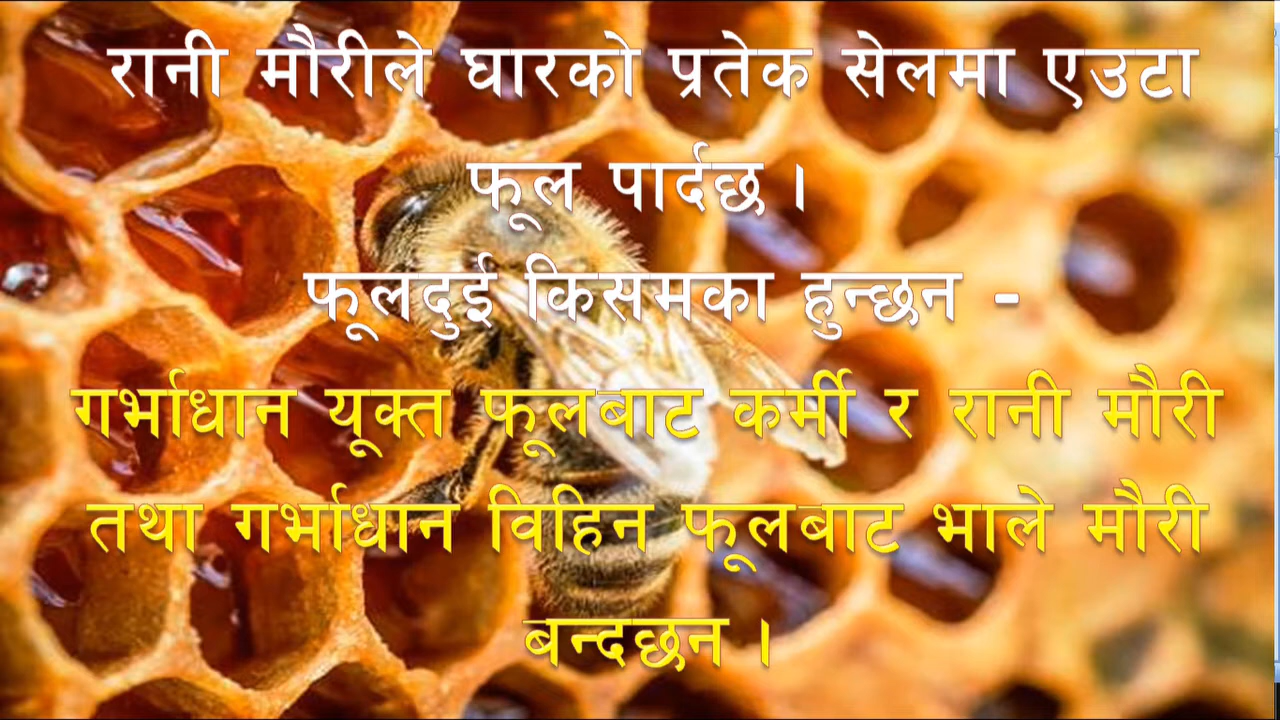 रानी मौरीले घारको प्रतेक सेलमा एउटा
फूल पार्दछ ।
फूलदुई किसमका हुन्छन -
गर्भाधान यूक्त फूलबाट कर्मी र रानी मौरी
तथा गर्भाधान विहिन फूलबाट भाले मौरी
बन्दछन ।